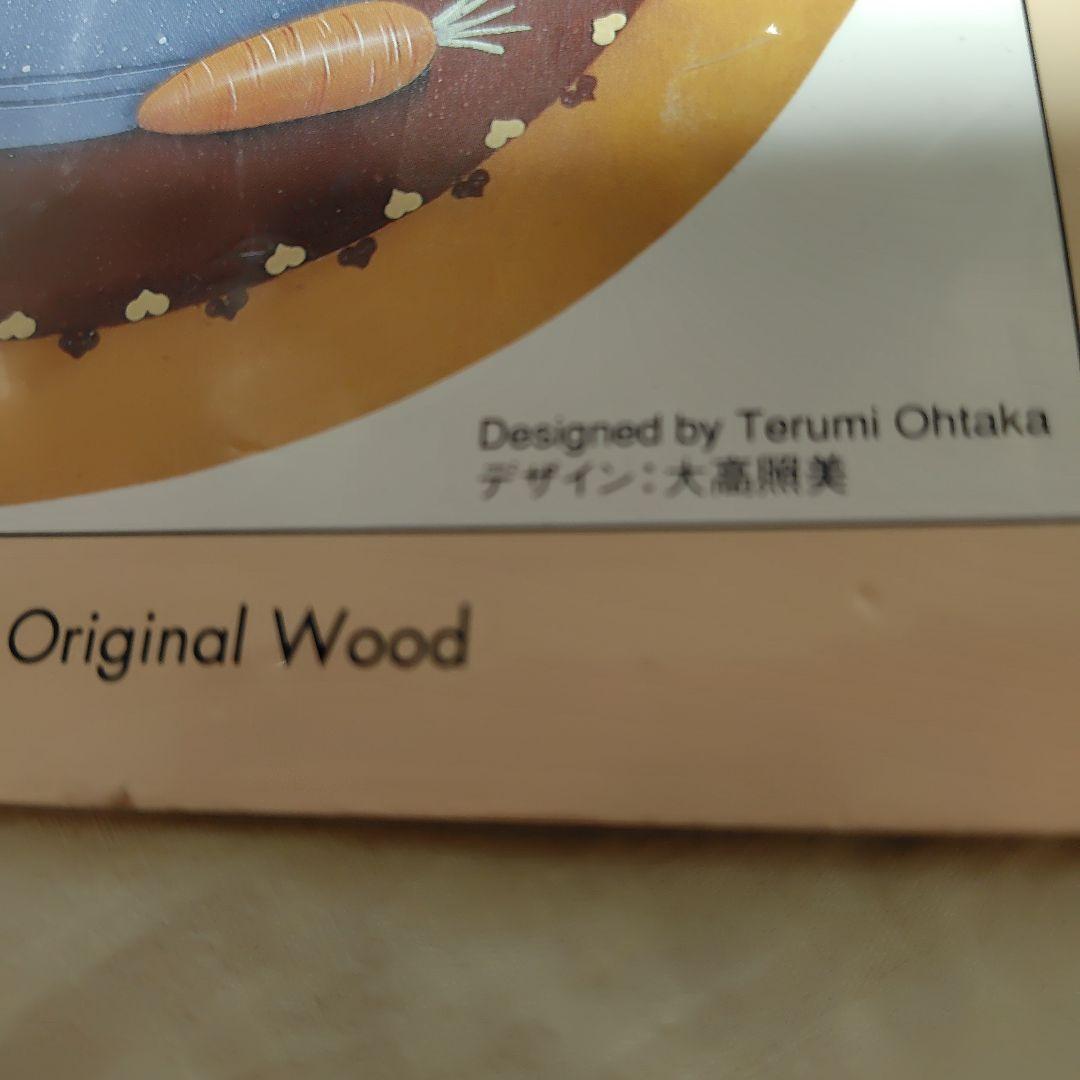 Designed by Terumi Ohtaka
デザイン：大高照美
Original Wood